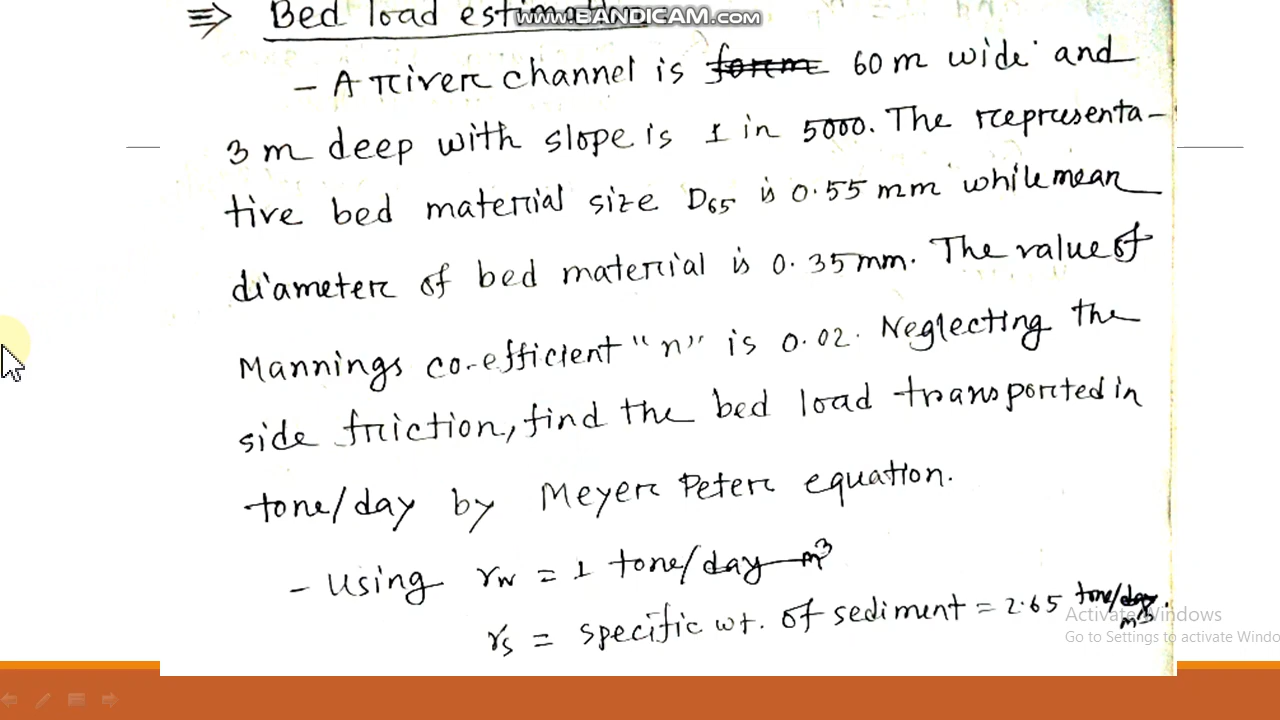 ⇒ Bed load estimation
www.BANDICAM.com
- A river channel is form 60 m wide and
3 m deep with slope is 1 in 5000. The representa-
tive bed material size D65 is 0.55 mm while mean
diameter of bed material is 0.35 mm. The value of
Mannings co-efficient "n" is 0.02. Neglecting the
side friction, find the bed load transported in
tone/day by Meyer Peter equation.
- Using rw = 1 tone/day m³
rs = specific wt. of sediment = 2.65 tone/day m³.
Activate Windows
Go to Settings to activate Windo